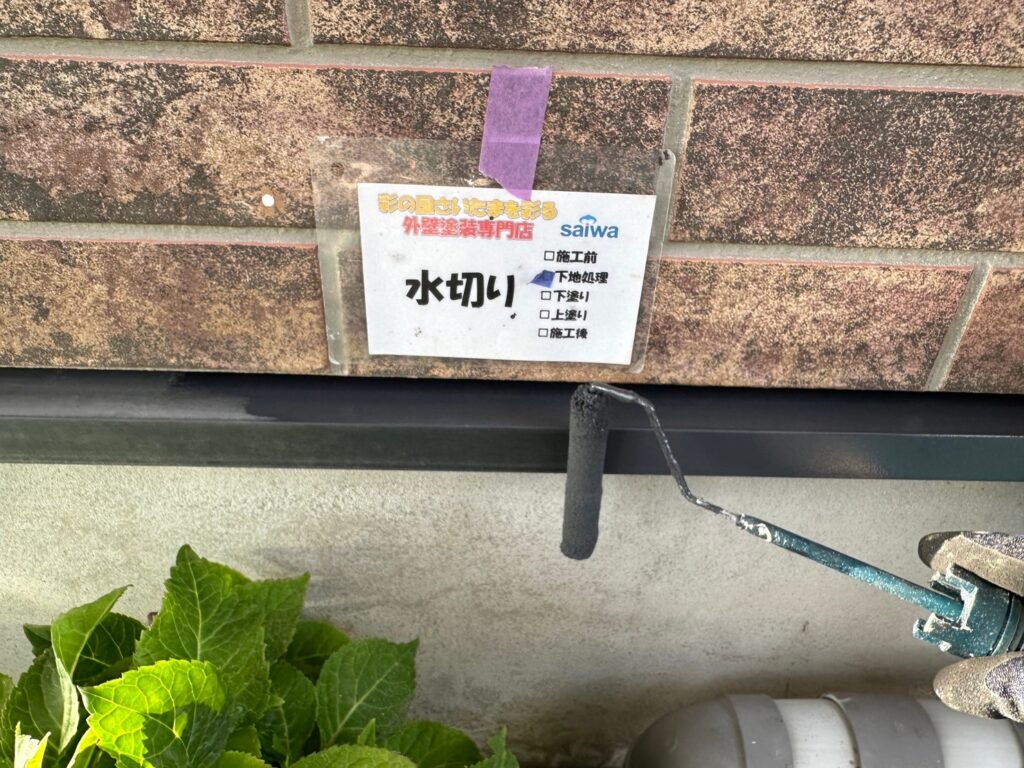 彩の国さいたまを彩る
外壁塗装専門店
saiwa
水切り
□施工前
下地処理
□下塗り
□上塗り
□施工後